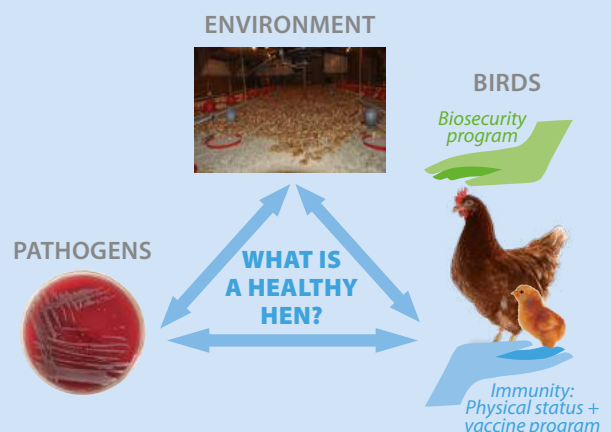 ENVIRONMENT
BIRDS
Biosecurity
program
PATHOGENS
WHAT IS
A HEALTHY
HEN?
Immunity:
Physical status +
vaccine program